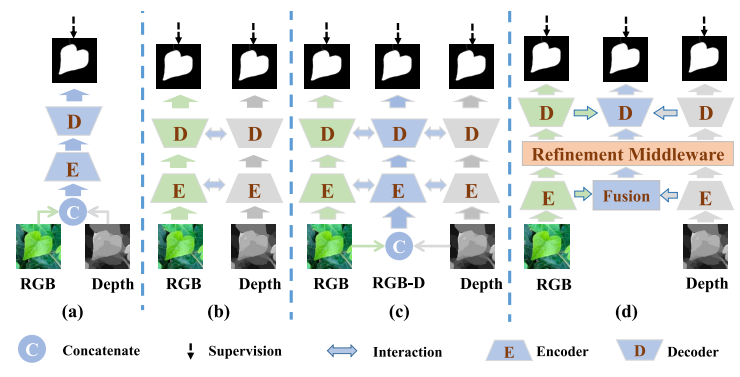 D
E
C
RGB
Depth
(a)
D
D
E
E
RGB
Depth
(b)
D
D
D
E
E
E
C
RGB
RGB-D
Depth
(c)
D
D
D
Refinement Middleware
E
Fusion
E
RGB
Depth
(d)
C
Concatenate
Supervision
Interaction
E
Encoder
D
Decoder